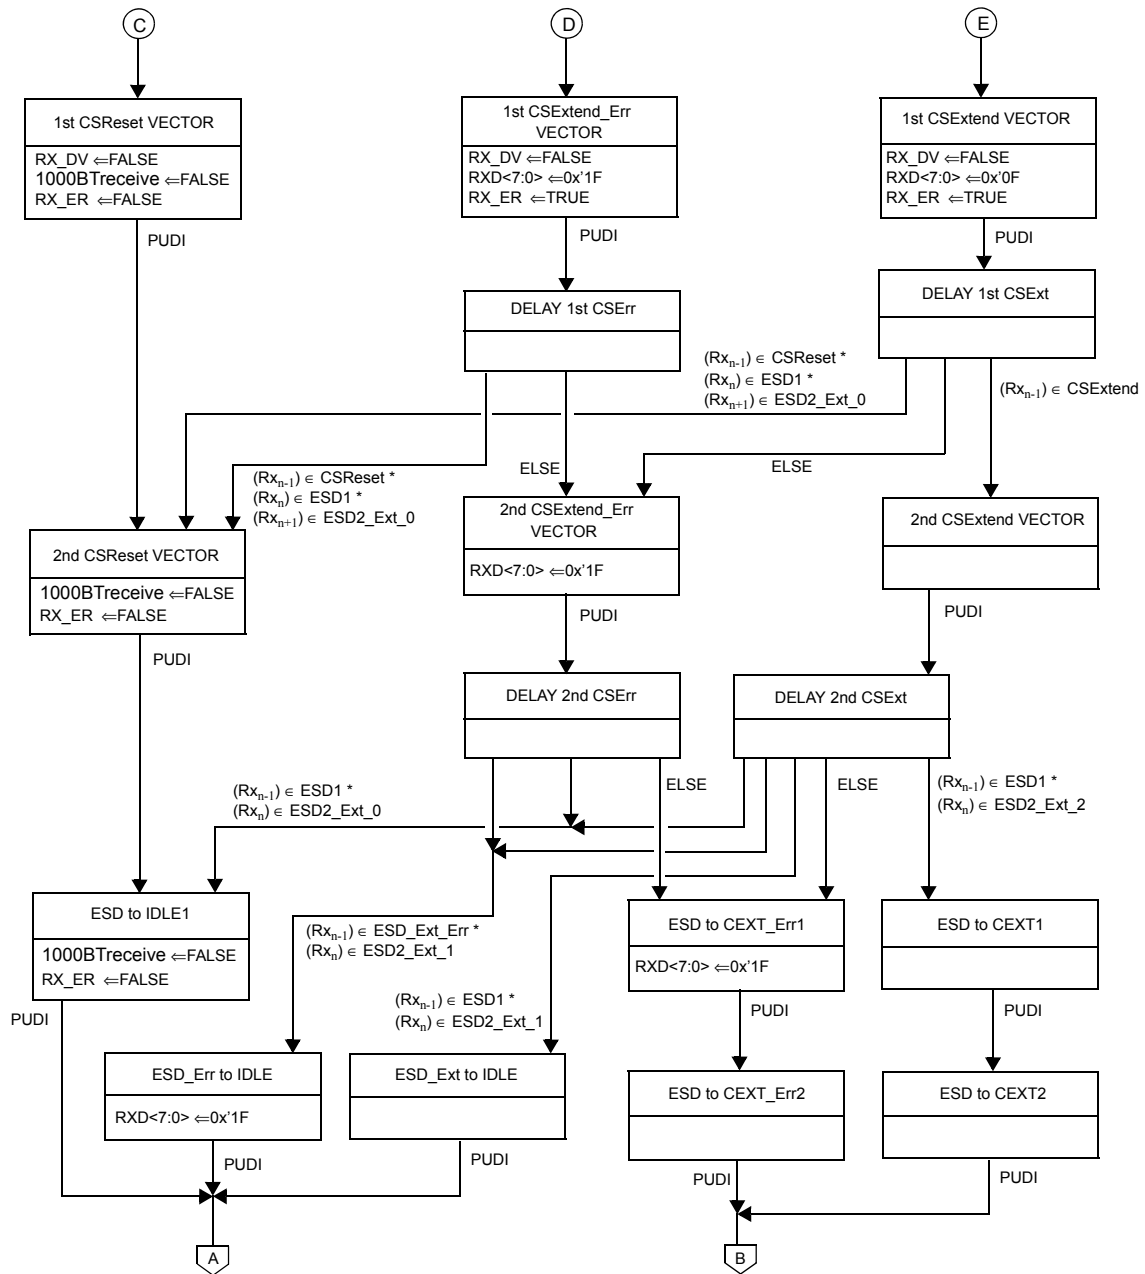 C
D
E
1st CSReset VECTOR
RX_DV ⇐FALSE
1000BTreceive ⇐FALSE
RX_ER ⇐FALSE
PUDI
1st CSExtend_Err
VECTOR
RX_DV ⇐FALSE
RXD<7:0> ⇐0x'1F
RX_ER ⇐TRUE
PUDI
1st CSExtend VECTOR
RX_DV ⇐FALSE
RXD<7:0> ⇐0x'0F
RX_ER ⇐TRUE
PUDI
DELAY 1st CSErr
DELAY 1st CSExt
(Rxn-1) ∈ CSReset *
(Rxn) ∈ ESD1 *
(Rxn+1) ∈ ESD2_Ext_0
(Rxn-1) ∈ CSExtend
(Rxn-1) ∈ CSReset *
(Rxn) ∈ ESD1 *
(Rxn+1) ∈ ESD2_Ext_0
ELSE
ELSE
2nd CSReset VECTOR
1000BTreceive ⇐FALSE
RX_ER ⇐FALSE
PUDI
2nd CSExtend_Err
VECTOR
RXD<7:0> ⇐0x'1F
PUDI
2nd CSExtend VECTOR
PUDI
DELAY 2nd CSErr
DELAY 2nd CSExt
(Rxn-1) ∈ ESD1 *
(Rxn) ∈ ESD2_Ext_0
ELSE
ELSE
(Rxn-1) ∈ ESD1 *
(Rxn) ∈ ESD2_Ext_2
ESD to IDLE1
1000BTreceive ⇐FALSE
RX_ER ⇐FALSE
PUDI
(Rxn-1) ∈ ESD_Ext_Err *
(Rxn) ∈ ESD2_Ext_1
(Rxn-1) ∈ ESD1 *
(Rxn) ∈ ESD2_Ext_1
ESD to CEXT_Err1
RXD<7:0> ⇐0x'1F
PUDI
ESD to CEXT1
PUDI
ESD_Err to IDLE
RXD<7:0> ⇐0x'1F
PUDI
ESD_Ext to IDLE
PUDI
ESD to CEXT_Err2
PUDI
ESD to CEXT2
PUDI
A
B